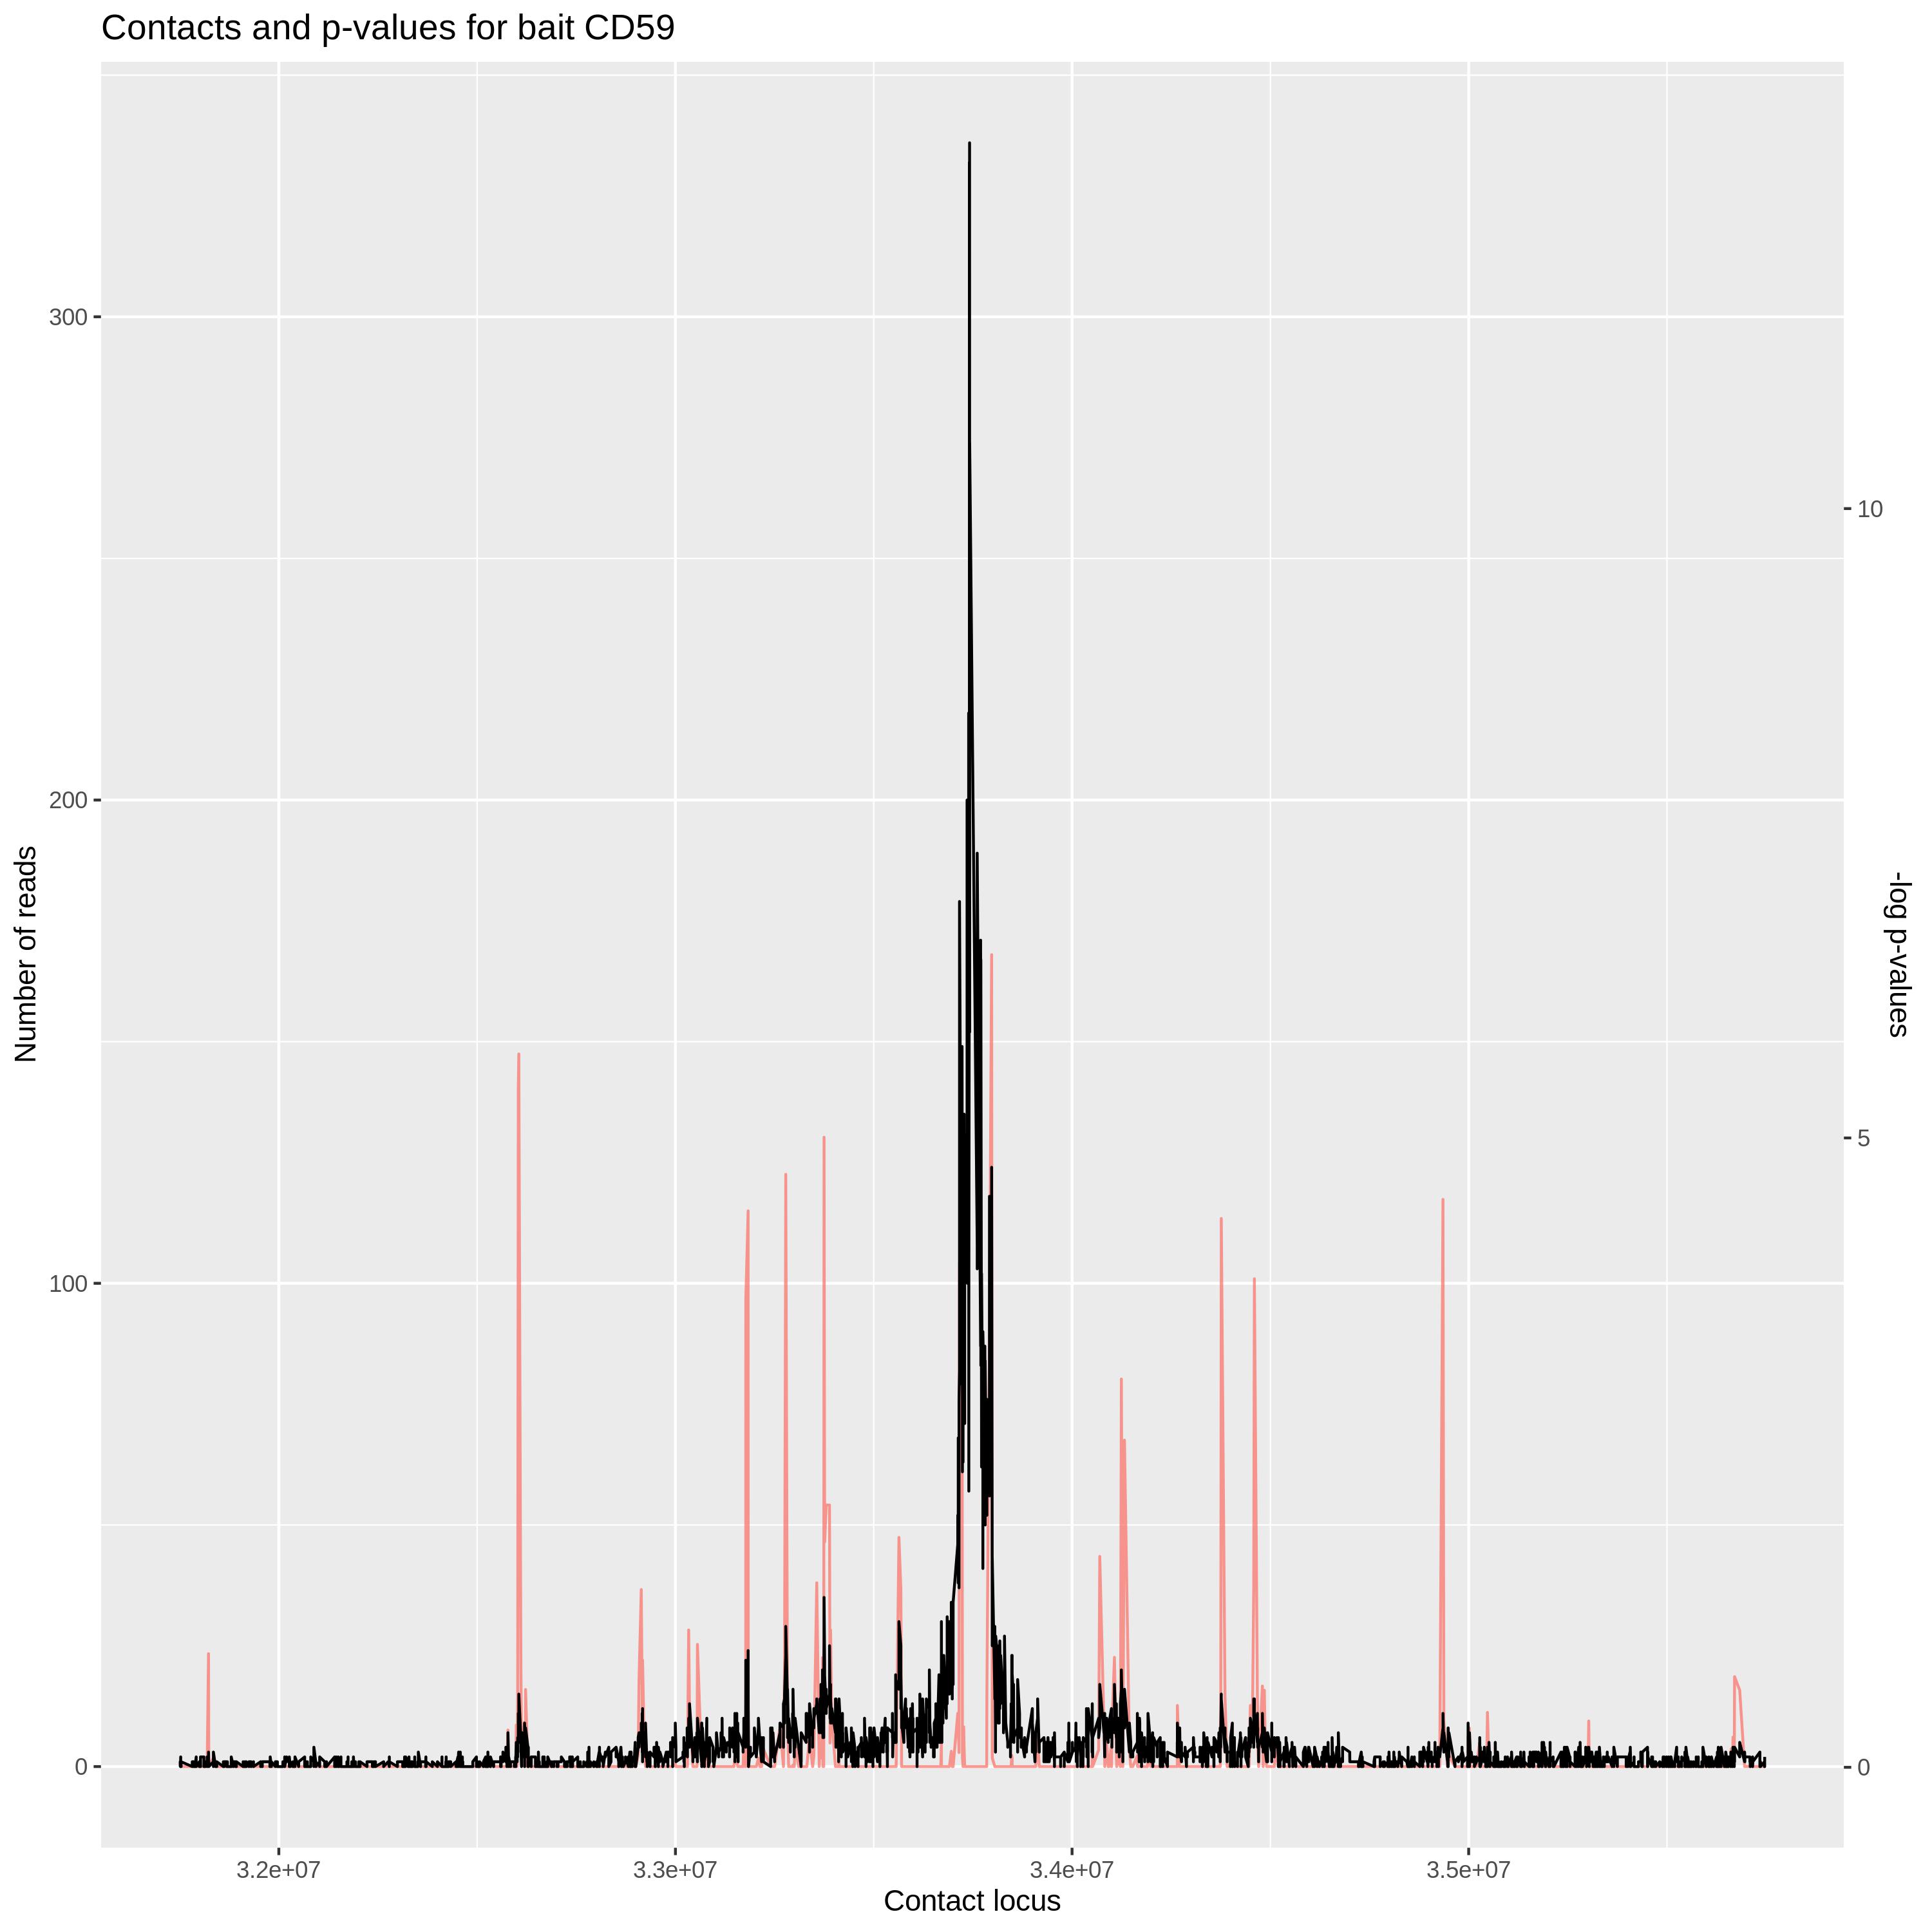 Contacts and p-values for bait CD59
Number of reads
300
200
100
0
10
5
0
-log p-values
3.2e+07
3.3e+07
3.4e+07
3.5e+07
Contact locus